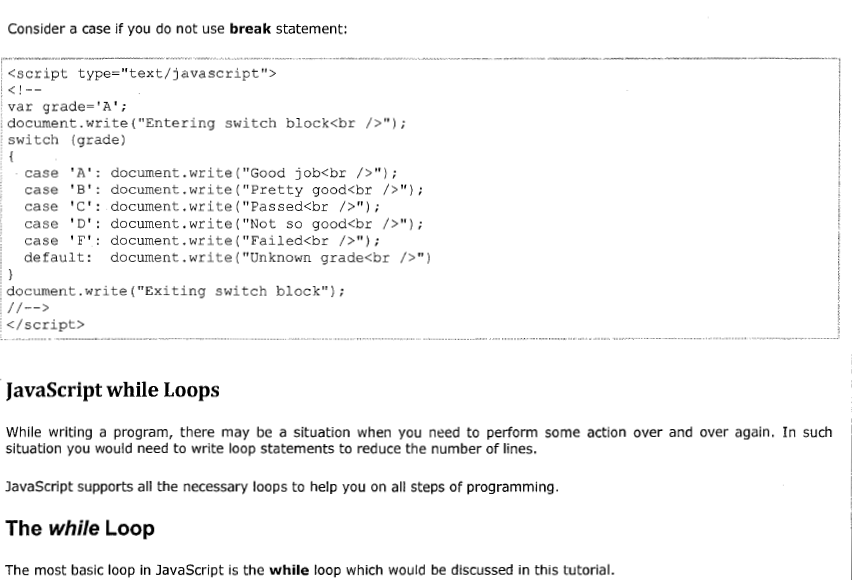 Consider a case if you do not use break statement:
<script type="text/javascript">
<!--
var grade='A';
document.write("Entering switch block<br />");
switch (grade)
{
case 'A': document.write("Good job<br />");
case 'B': document.write("Pretty good<br />");
case 'C': document.write("Passed<br />");
case 'D': document.write("Not so good<br />");
case 'F': document.write("Failed<br />");
default: document.write("Unknown grade<br />")
}
document.write("Exiting switch block");
//-->
</script>
JavaScript while Loops
While writing a program, there may be a situation when you need to perform some action over and over again. In such
situation you would need to write loop statements to reduce the number of lines.
JavaScript supports all the necessary loops to help you on all steps of programming.
The while Loop
The most basic loop in JavaScript is the while loop which would be discussed in this tutorial.